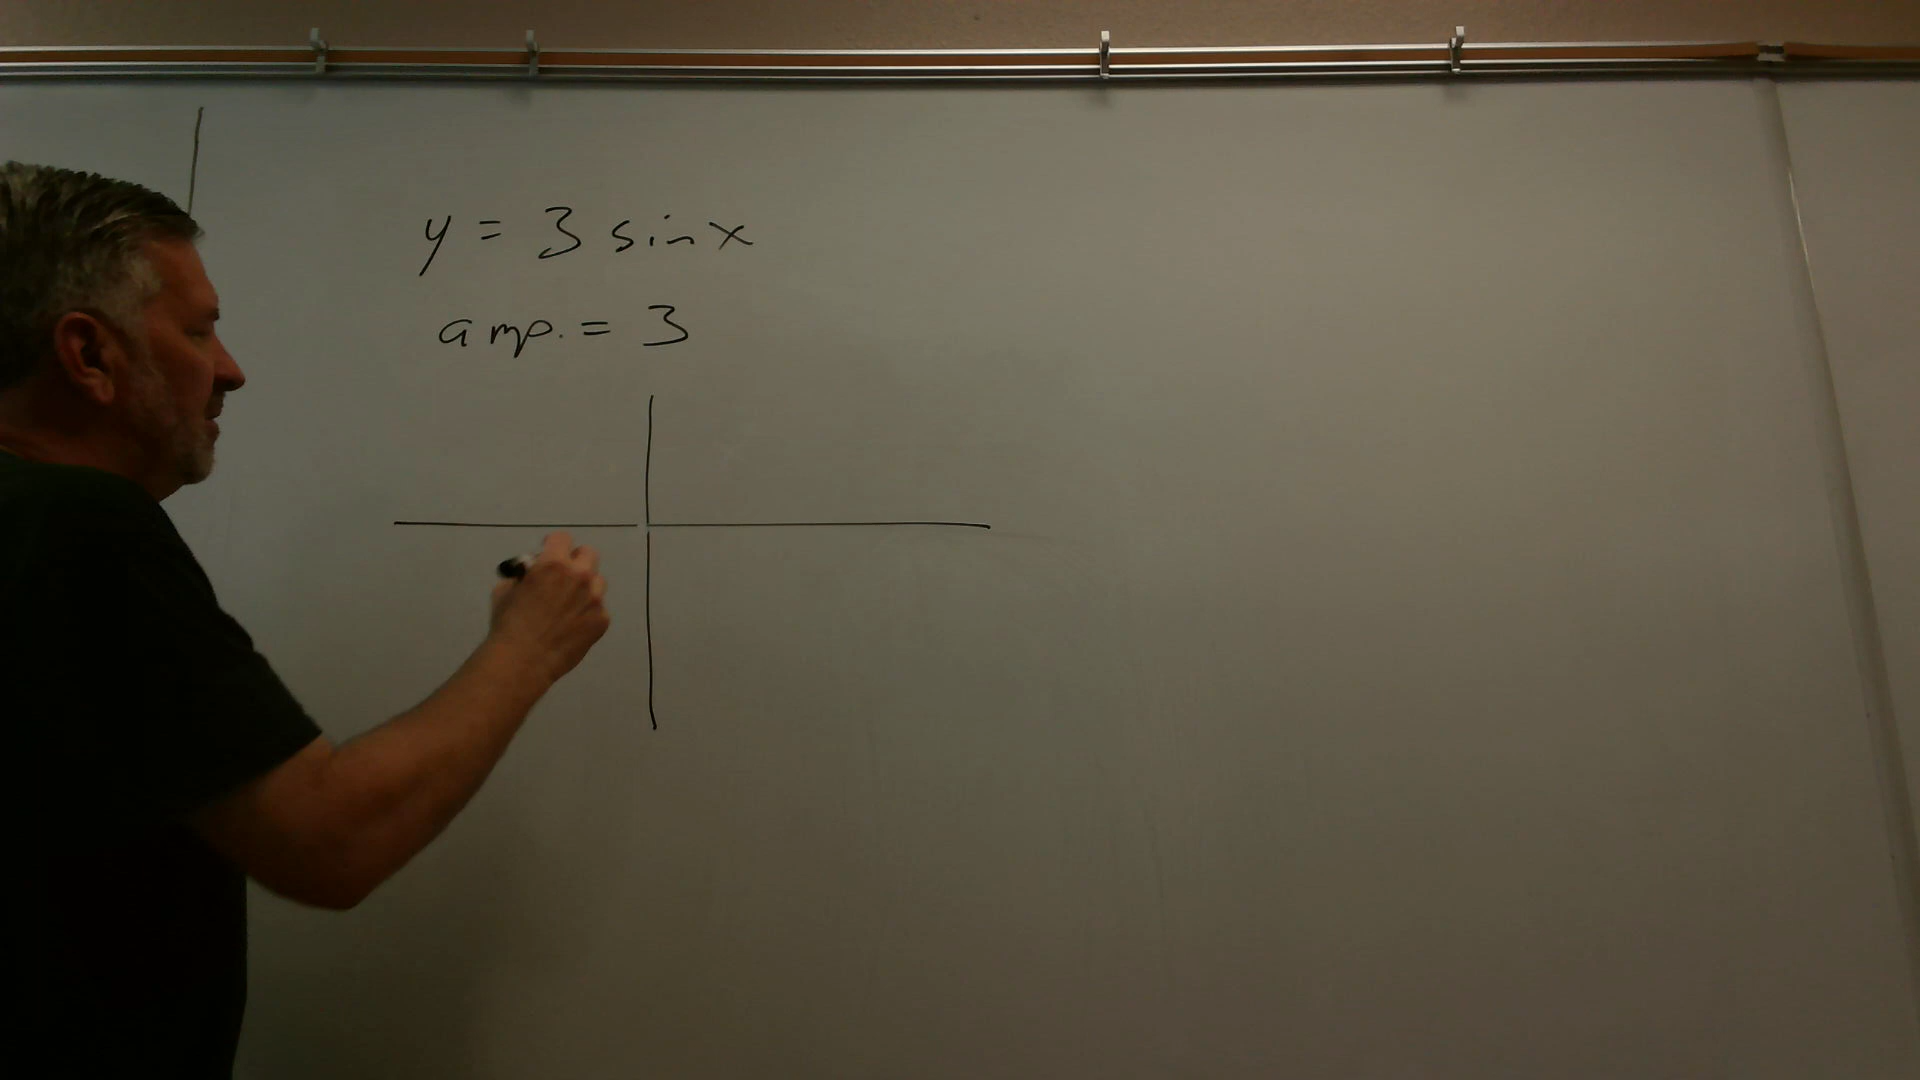 y = 3 sin x
amp. = 3